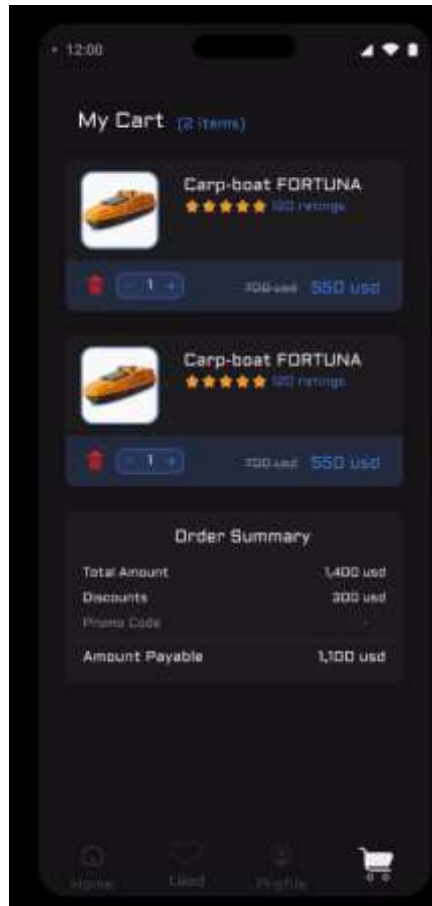 12:00
My Cart (2 items)
Carp-boat FORTUNA
120 ratings
- 1 +
700 usd 550 usd
Carp-boat FORTUNA
120 ratings
- 1 +
700 usd 550 usd
Order Summary
Total Amount 1,400 usd
Discounts 300 usd
Promo Code -
Amount Payable 1,100 usd
Home Liked Profile